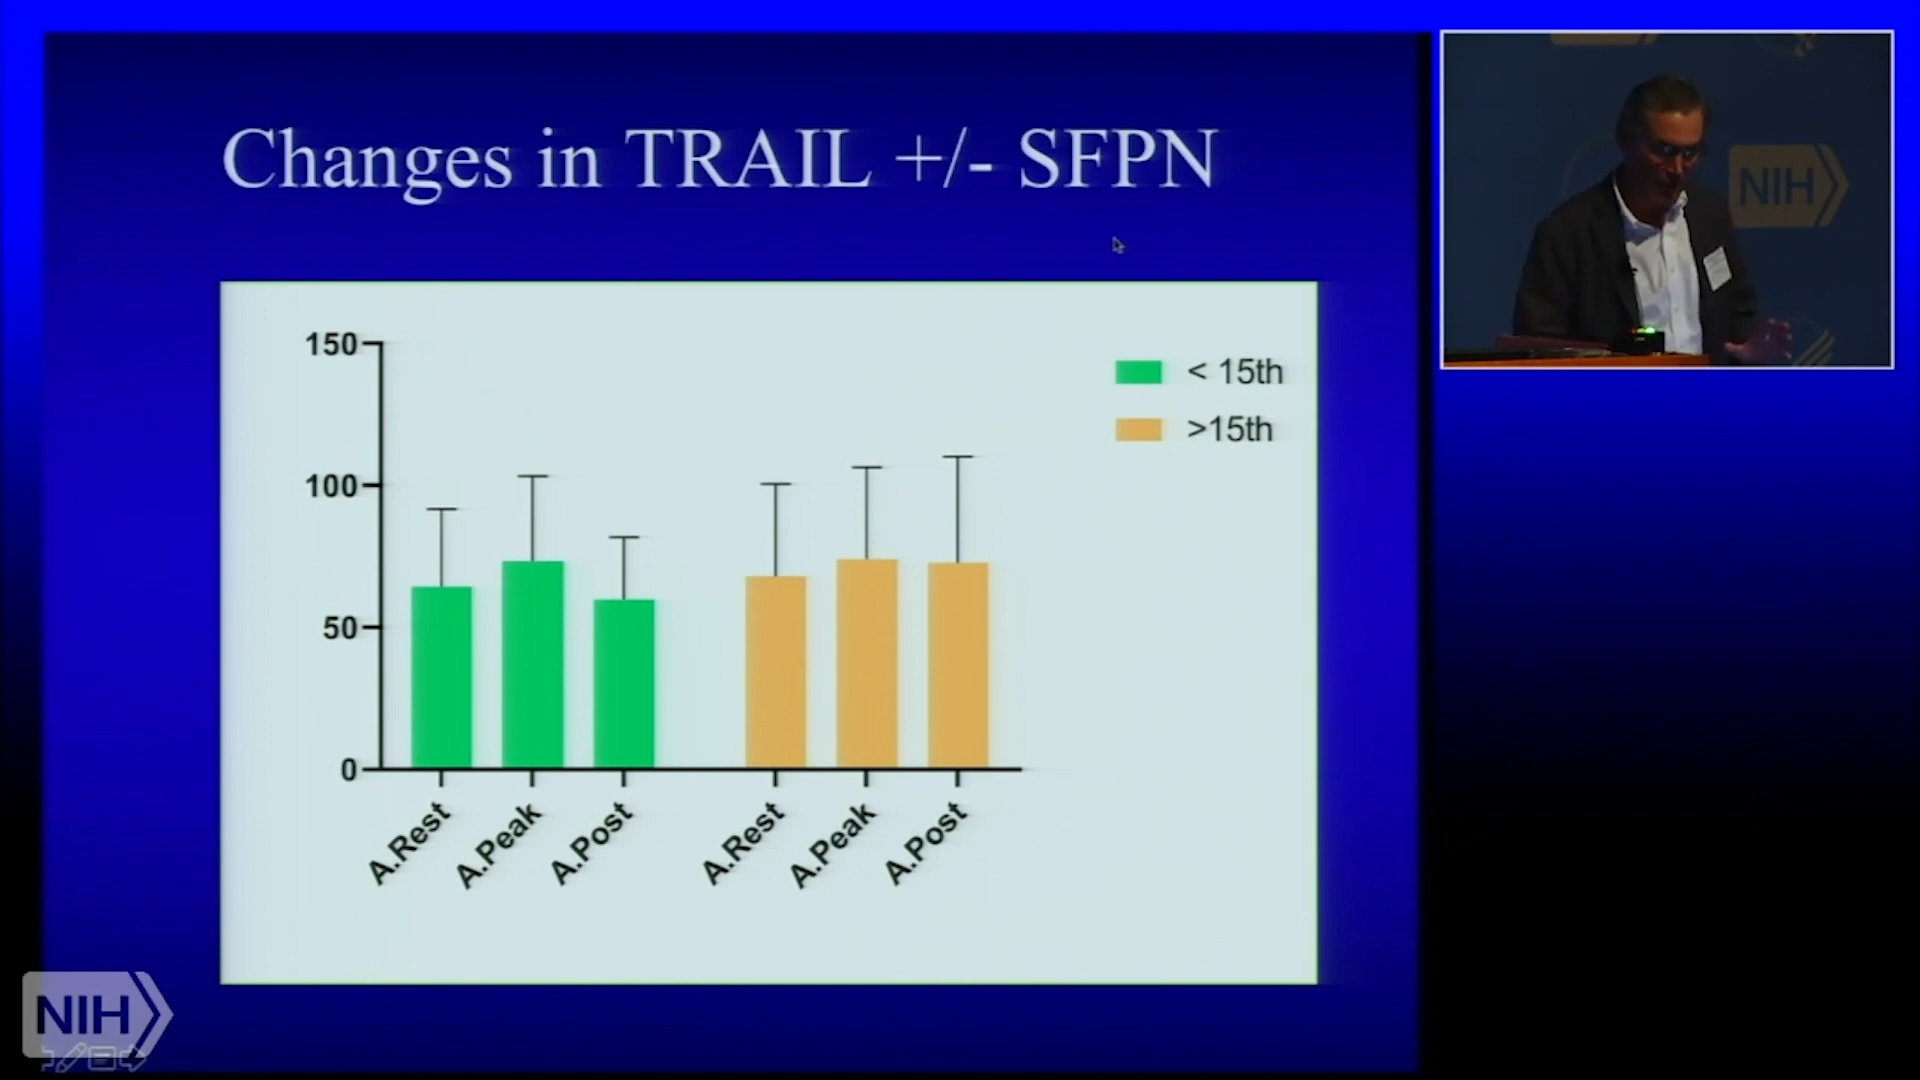 Changes in TRAIL +/- SFPN
150
100
50
0
< 15th
>15th
A.Rest
A.Peak
A.Post
A.Rest
A.Peak
A.Post
NIH
NIH